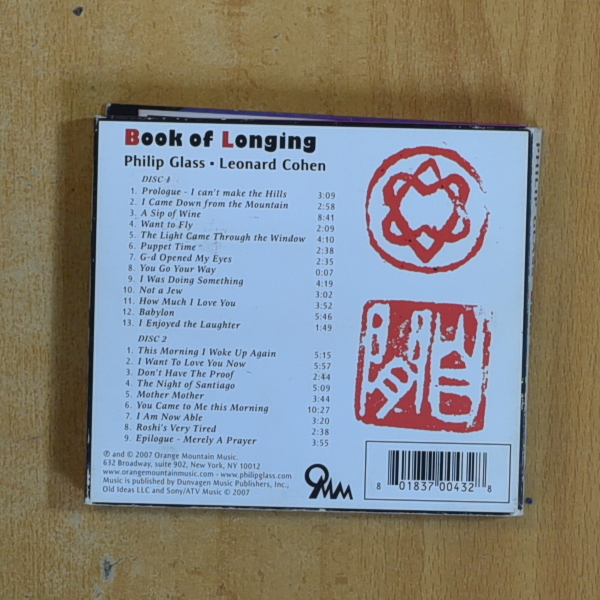 Book of Longing
Philip Glass • Leonard Cohen
DISC 1
1. Prologue - I can't make the Hills 3:09
2. I Came Down from the Mountain 2:58
3. A Sip of Wine 8:41
4. Want to Fly 2:09
5. The Light Came Through the Window 4:10
6. Puppet Time 2:38
7. G-d Opened My Eyes 2:35
8. You Go Your Way 0:07
9. I Was Doing Something 4:19
10. Not a Jew 3:02
11. How Much I Love You 3:52
12. Babylon 5:46
13. I Enjoyed the Laughter 1:49
DISC 2
1. This Morning I Woke Up Again 5:15
2. I Want To Love You Now 5:57
3. Don't Have The Proof 2:44
4. The Night of Santiago 5:09
5. Mother Mother 3:44
6. You Came to Me this Morning 10:27
7. I Am Now Able 3:20
8. Roshi's Very Tired 2:38
9. Epilogue - Merely A Prayer 3:55
℗ and © 2007 Orange Mountain Music.
632 Broadway, suite 902, New York, NY 10012
www.orangemountainmusic.com - www.philipglass.com
Music is published by Dunvagen Music Publishers, Inc.,
Old Ideas LLC and Sony/ATV Music © 2007
OMM
8 01837 00432 8
PHILIP